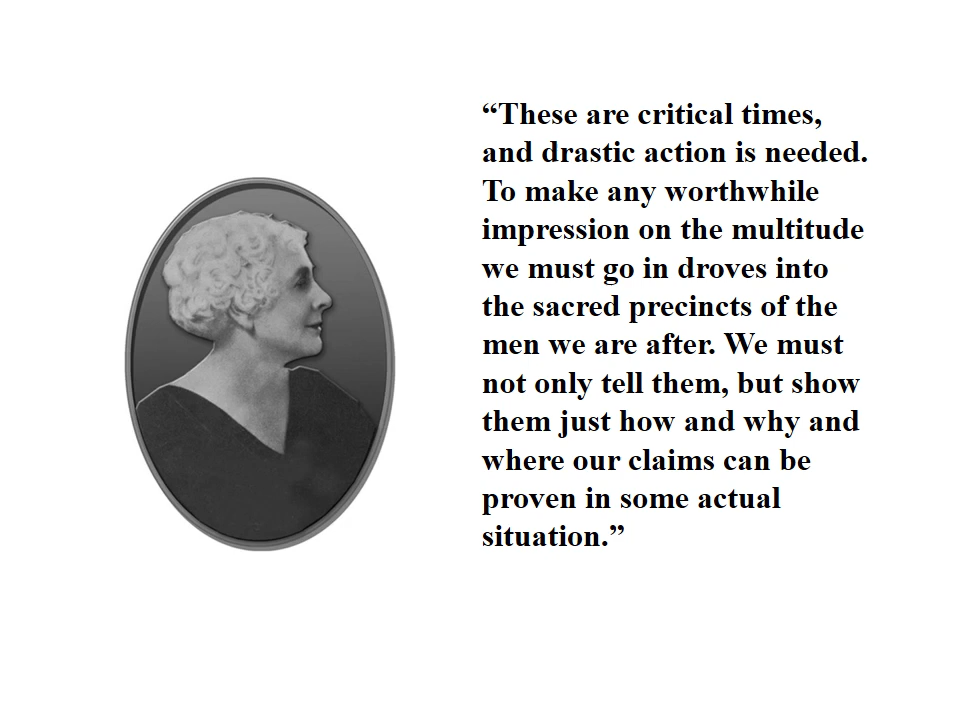 “These are critical times,
and drastic action is needed.
To make any worthwhile
impression on the multitude
we must go in droves into
the sacred precincts of the
men we are after. We must
not only tell them, but show
them just how and why and
where our claims can be
proven in some actual
situation.”